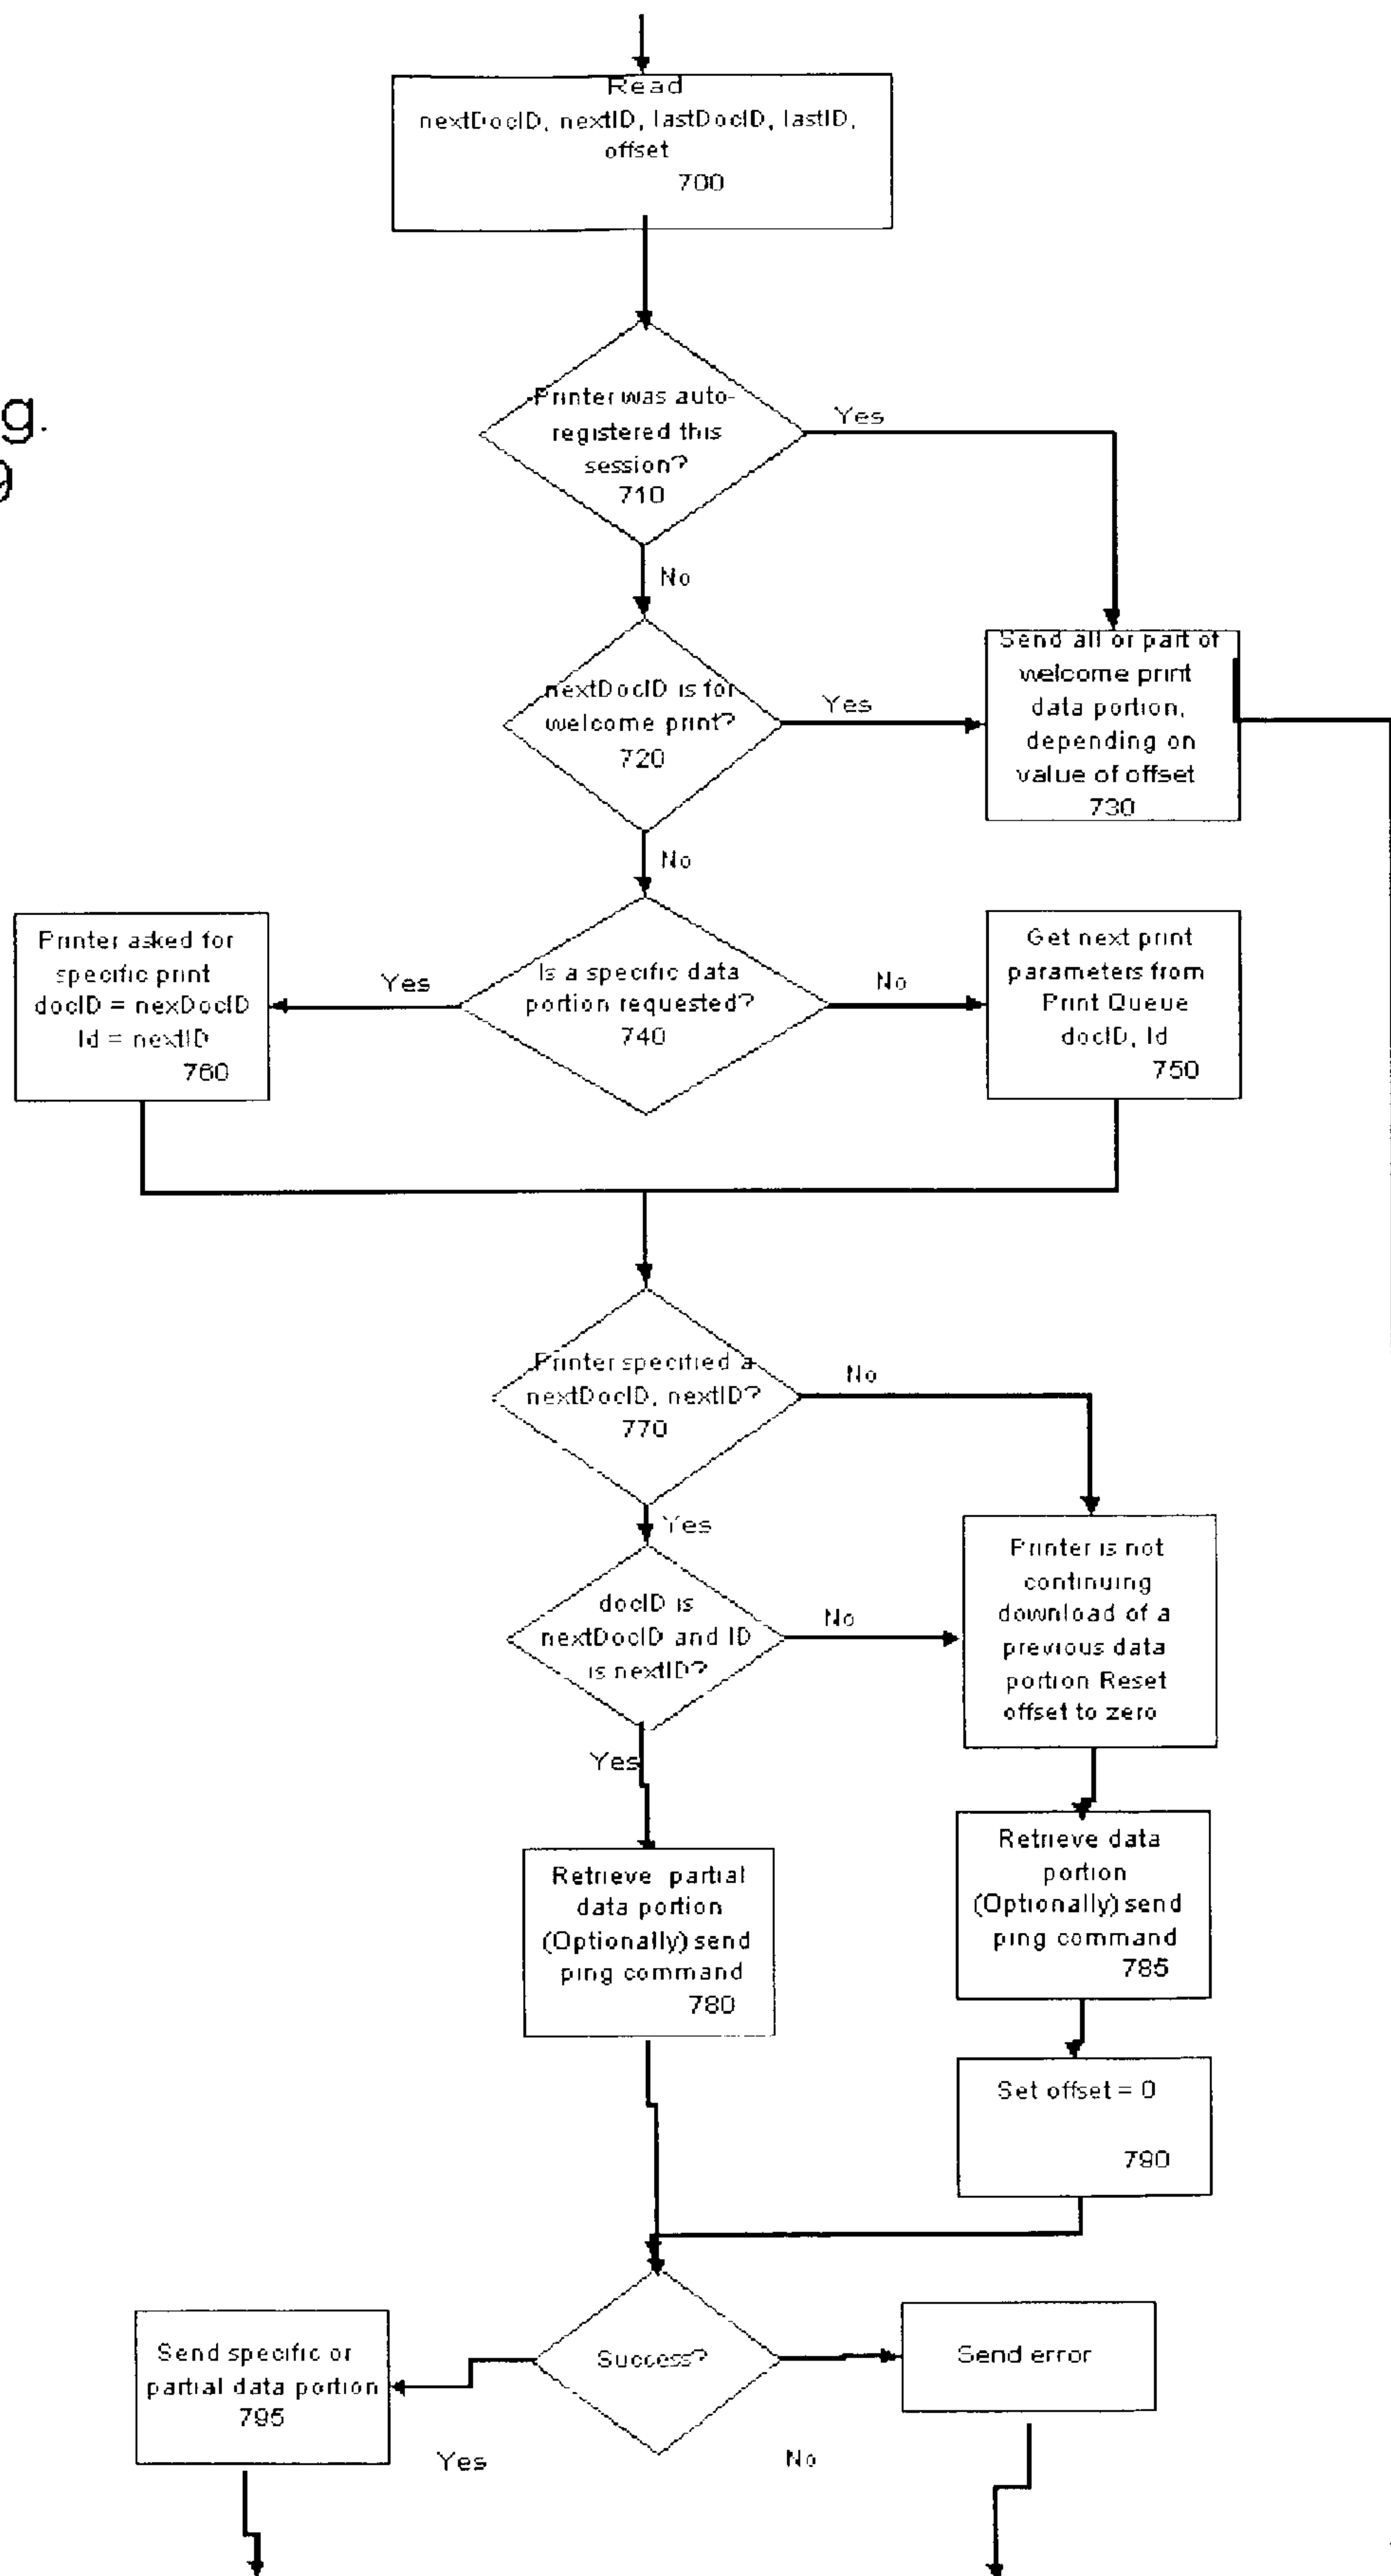 Read
nextDocID, nextID, lastDocID, lastID,
offset
700
g.
9
Printer was auto-
registered this
session?
710
Yes
No
nextDocID is for
welcome print?
720
Yes
Send all or part of
welcome print
data portion,
depending on
value of offset
730
No
Printer asked for
specific print
docID = nexDocID
Id = nextID
760
Yes
Is a specific data
portion requested?
740
No
Get next print
parameters from
Print Queue
docID, Id
750
Printer specified a
nextDocID, nextID?
770
No
Yes
docID is
nextDocID and ID
is nextID?
No
Printer is not
continuing
download of a
previous data
portion Reset
offset to zero
Yes
Retrieve partial
data portion
(Optionally) send
ping command
780
Retrieve data
portion
(Optionally) send
ping command
785
Set offset = 0
790
Success?
Send specific or
partial data portion
795
Send error
Yes
No